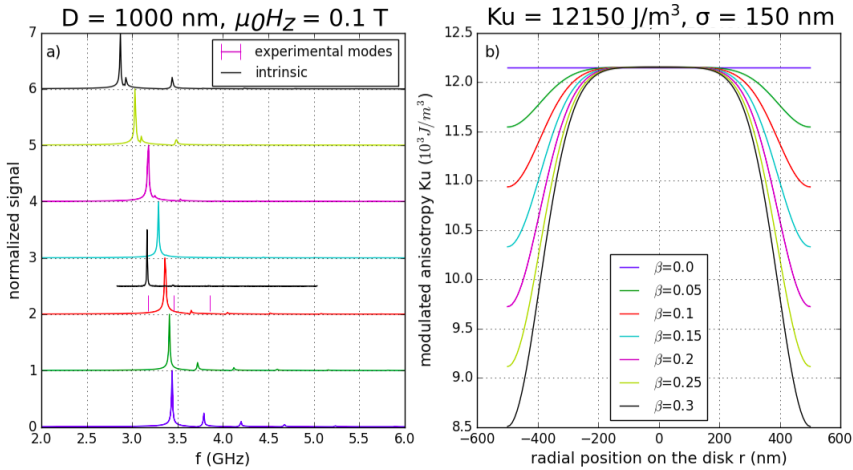 D = 1000 nm, μ0Hz = 0.1 T
a)
experimental modes
intrinsic
normalized signal
7
6
5
4
3
2
1
0
2.0 2.5 3.0 3.5 4.0 4.5 5.0 5.5 6.0
f (GHz)
Ku = 12150 J/m³, σ = 150 nm
b)
modulated anisotropy Ku (10³J/m³)
12.5
12.0
11.5
11.0
10.5
10.0
9.5
9.0
8.5
β=0.0
β=0.05
β=0.1
β=0.15
β=0.2
β=0.25
β=0.3
−600 −400 −200 0 200 400 600
radial position on the disk r (nm)